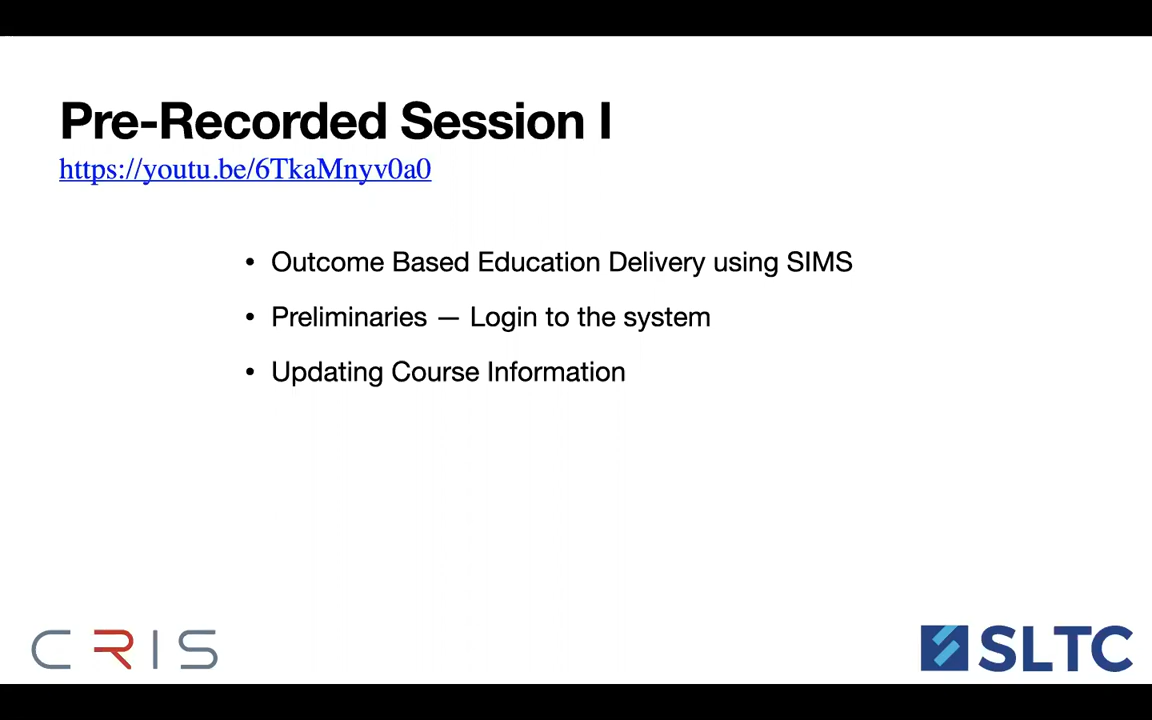 Pre-Recorded Session I
https://youtu.be/6TkaMnyv0a0
• Outcome Based Education Delivery using SIMS
• Preliminaries — Login to the system
• Updating Course Information
CRIS
SLTC